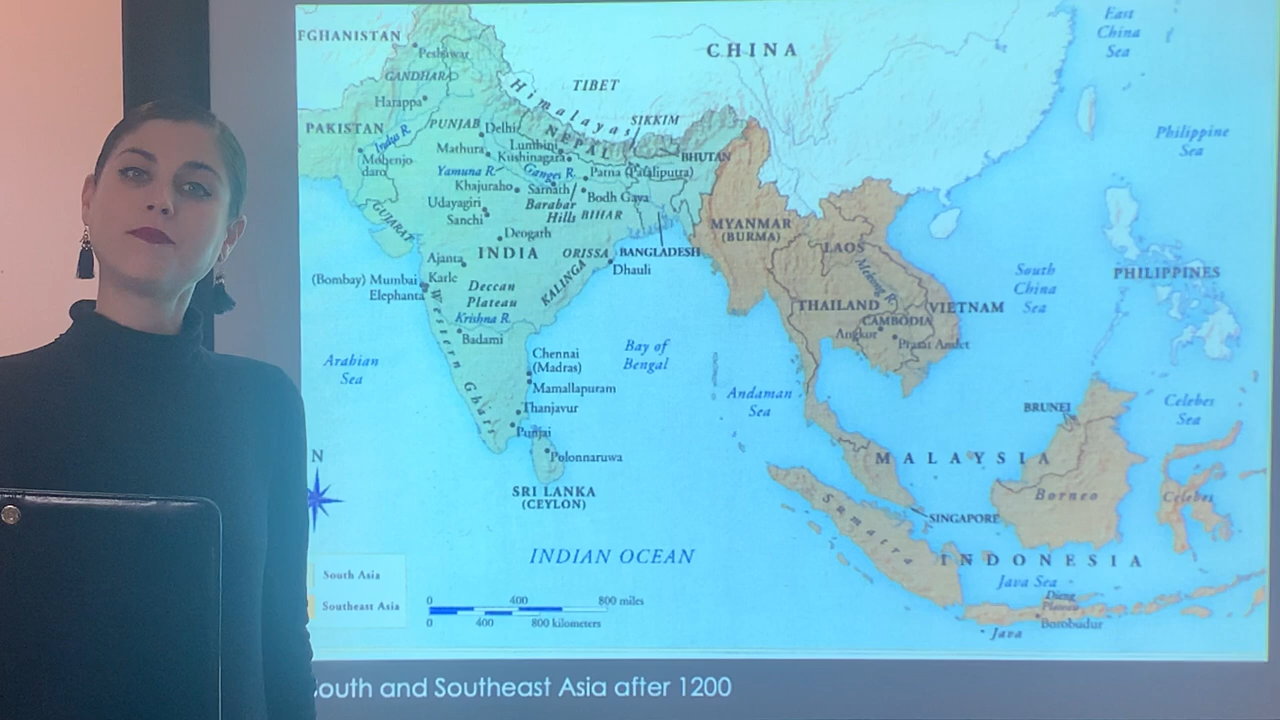 FGHANISTAN
Peshawar
GANDHARA
Harappa
PAKISTAN
Indus R.
Mohenjo
daro
PUNJAB
Delhi
Mathura
Yamuna R.
Himalayas
TIBET
CHINA
SIKKIM
NEPAL
BHUTAN
Lumbini
Kushinagara
Ganges R.
Patna (Pataliputra)
Khajuraho
Sarnath
Bodh Gaya
Barabar
Hills
BIHAR
Udayagiri
Sanchi
GUJARAT
Deogarh
INDIA
ORISSA
BANGLADESH
Ajanta
Dhauli
KALINGA
(Bombay) Mumbai
Karle
Elephanta
Deccan
Plateau
Krishna R.
Badami
Western Ghats
Chennai
(Madras)
Mamallapuram
Thanjavur
Punjai
Polonnaruwa
SRI LANKA
(CEYLON)
Arabian
Sea
Bay of
Bengal
Andaman
Sea
MYANMAR
(BURMA)
LAOS
Mekong R.
THAILAND
VIETNAM
CAMBODIA
Angkor
Prasat Andet
East
China
Sea
Philippine
Sea
South
China
Sea
PHILIPPINES
Celebes
Sea
BRUNEI
MALAYSIA
Borneo
Celebes
Sumatra
SINGAPORE
INDONESIA
Java Sea
Dieng
Plateau
Borobudur
Java
INDIAN OCEAN
N
South Asia
Southeast Asia
0 400 800 miles
0 400 800 kilometers
outh and Southeast Asia after 1200